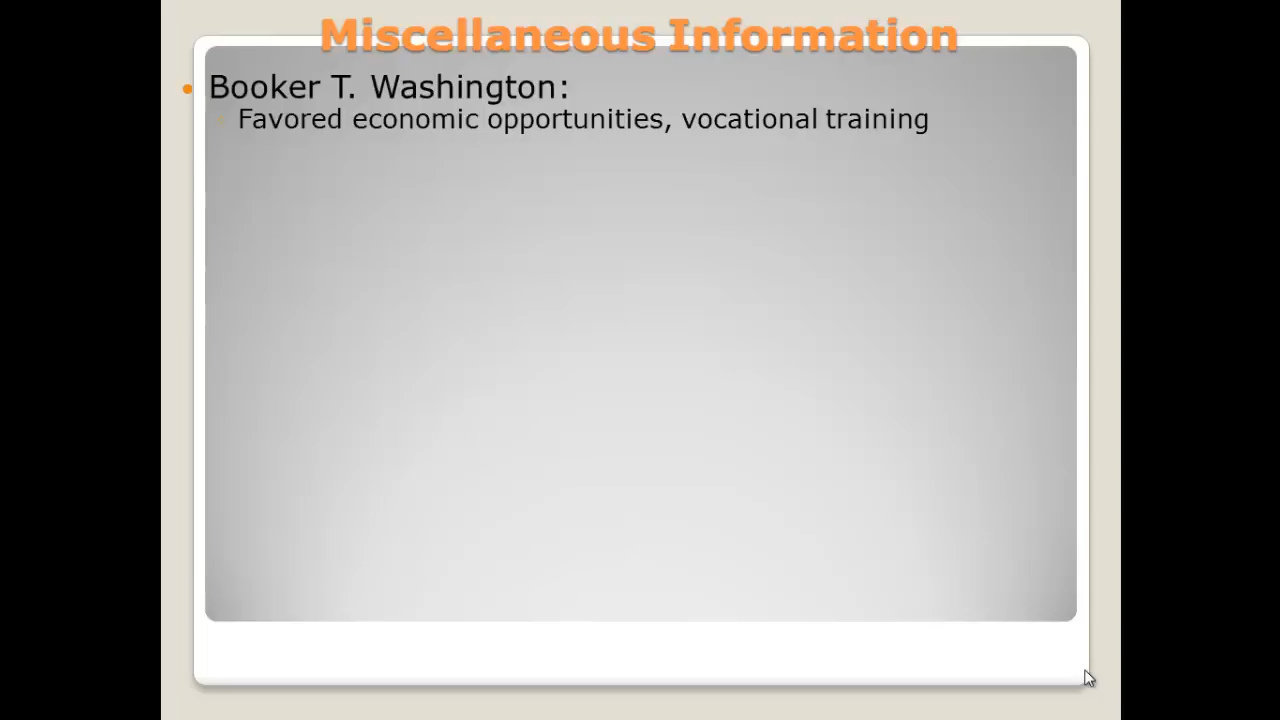 Miscellaneous Information
Booker T. Washington:
Favored economic opportunities, vocational training